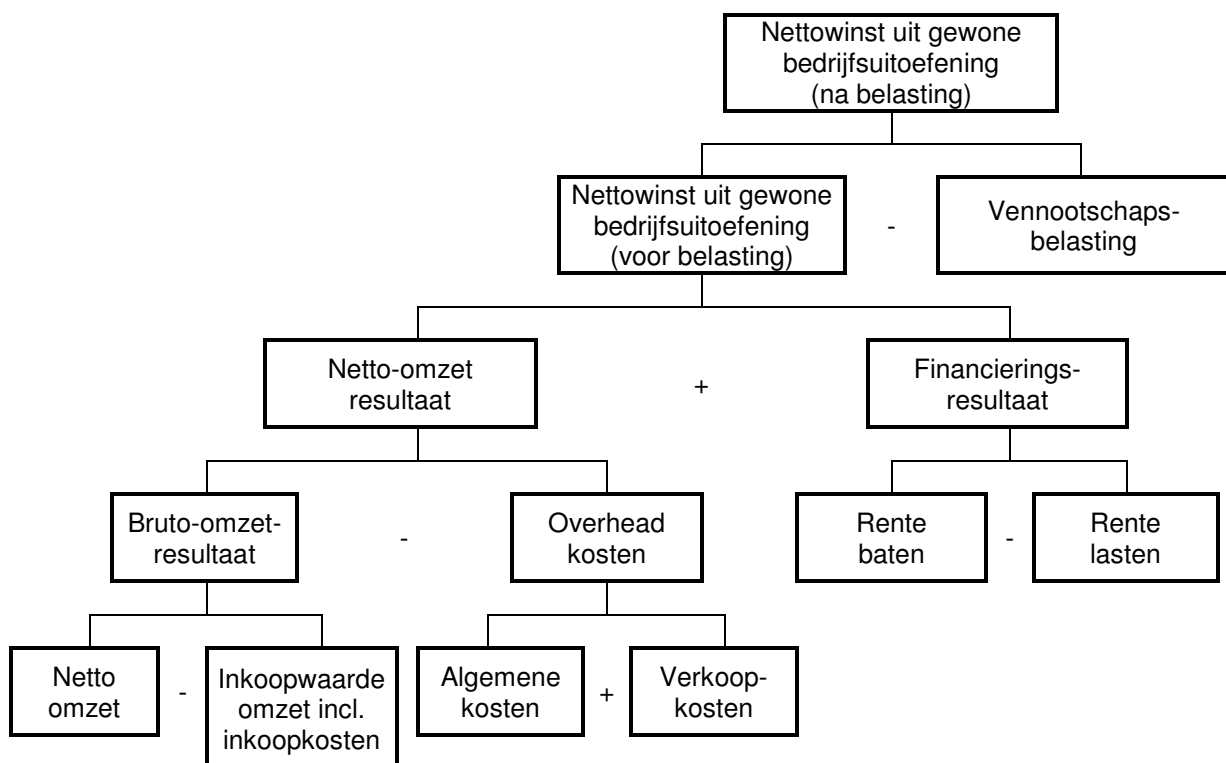 Nettowinst uit gewone
bedrijfsuitoefening
(na belasting)
Nettowinst uit gewone
bedrijfsuitoefening
(voor belasting)
-
Vennootschaps-
belasting
Netto-omzet
resultaat
+
Financierings-
resultaat
Bruto-omzet-
resultaat
-
Overhead
kosten
Rente
baten
-
Rente
lasten
Netto
omzet
-
Inkoopwaarde
omzet incl.
inkoopkosten
Algemene
kosten
+
Verkoop-
kosten